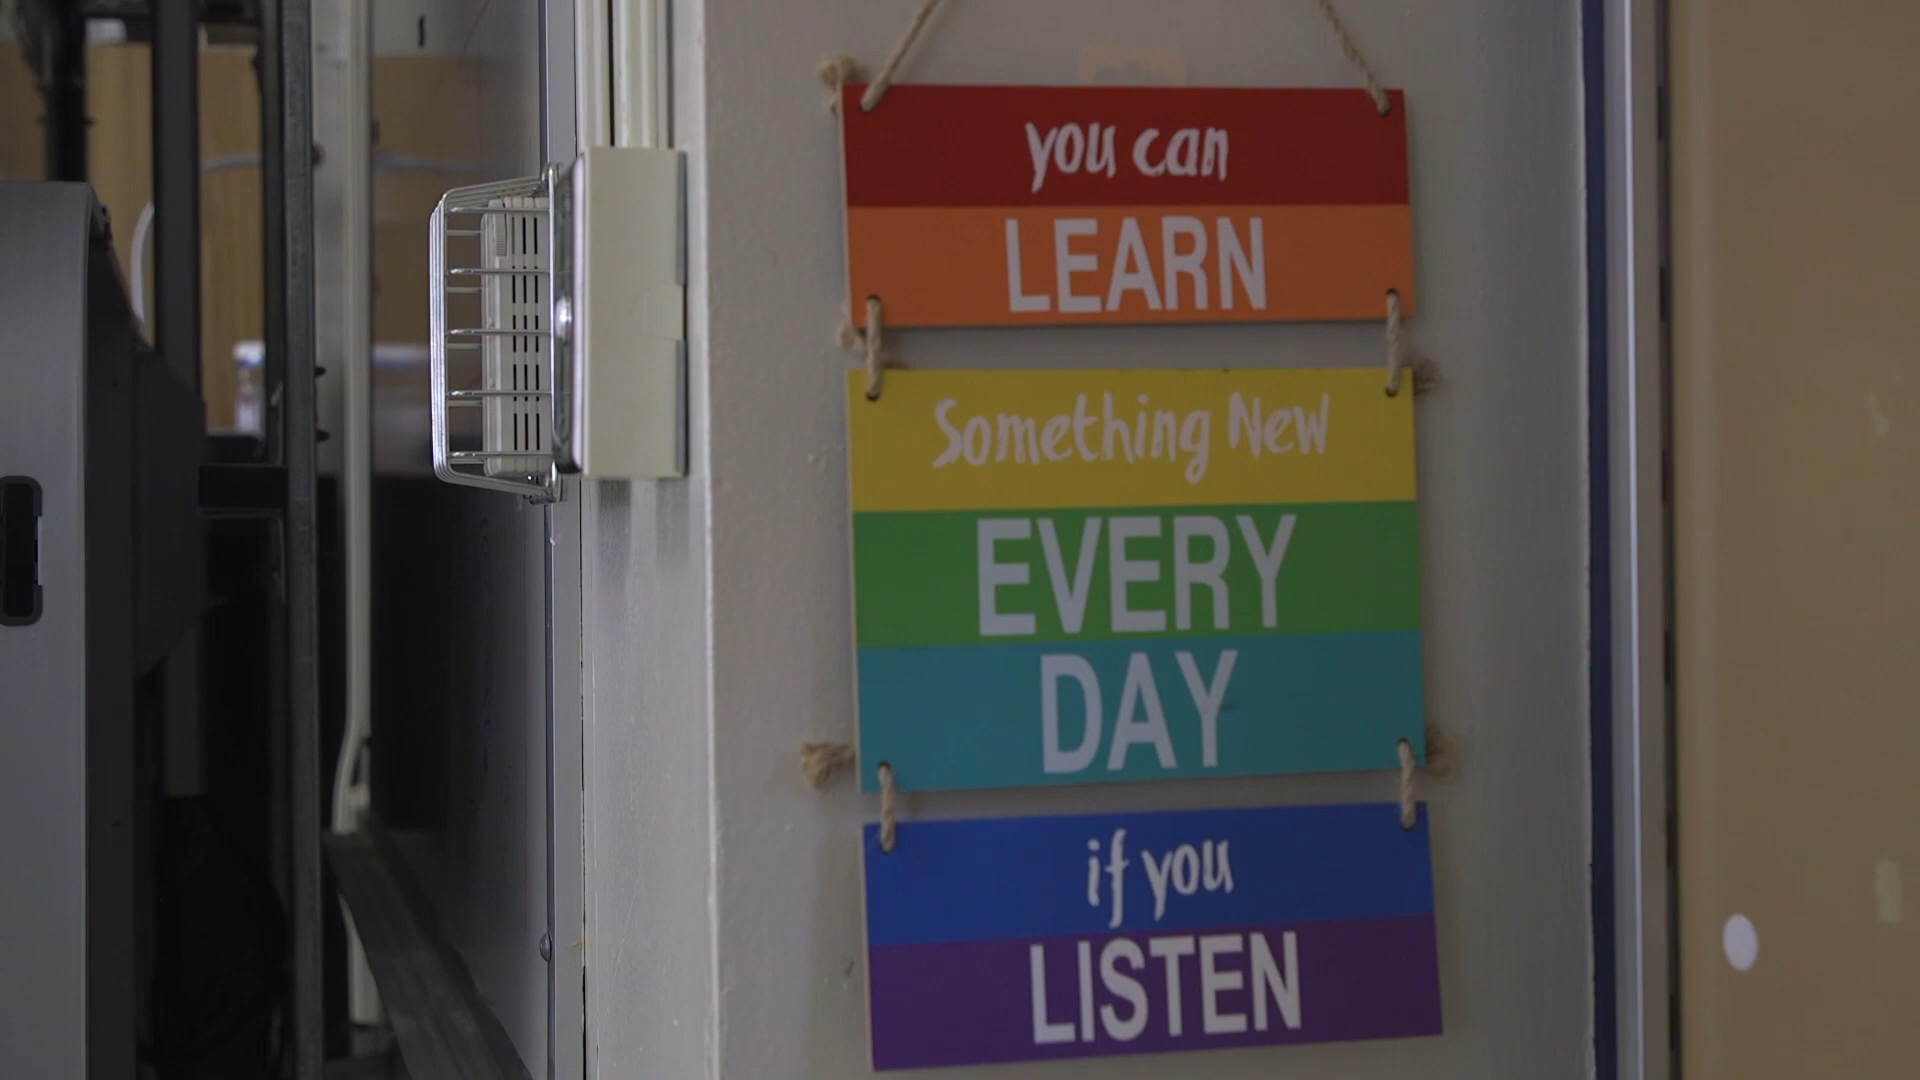 you can
LEARN
Something New
EVERY
DAY
if you
LISTEN